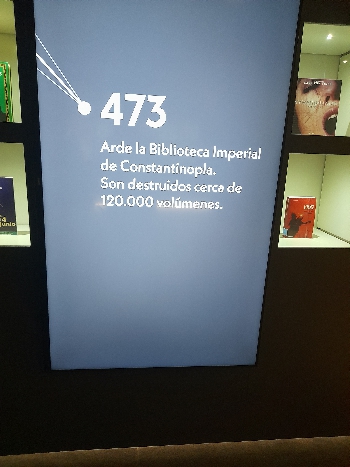 473
Arde la Biblioteca Imperial
de Constantinopla.
Son destruidos cerca de
120.000 volúmenes.